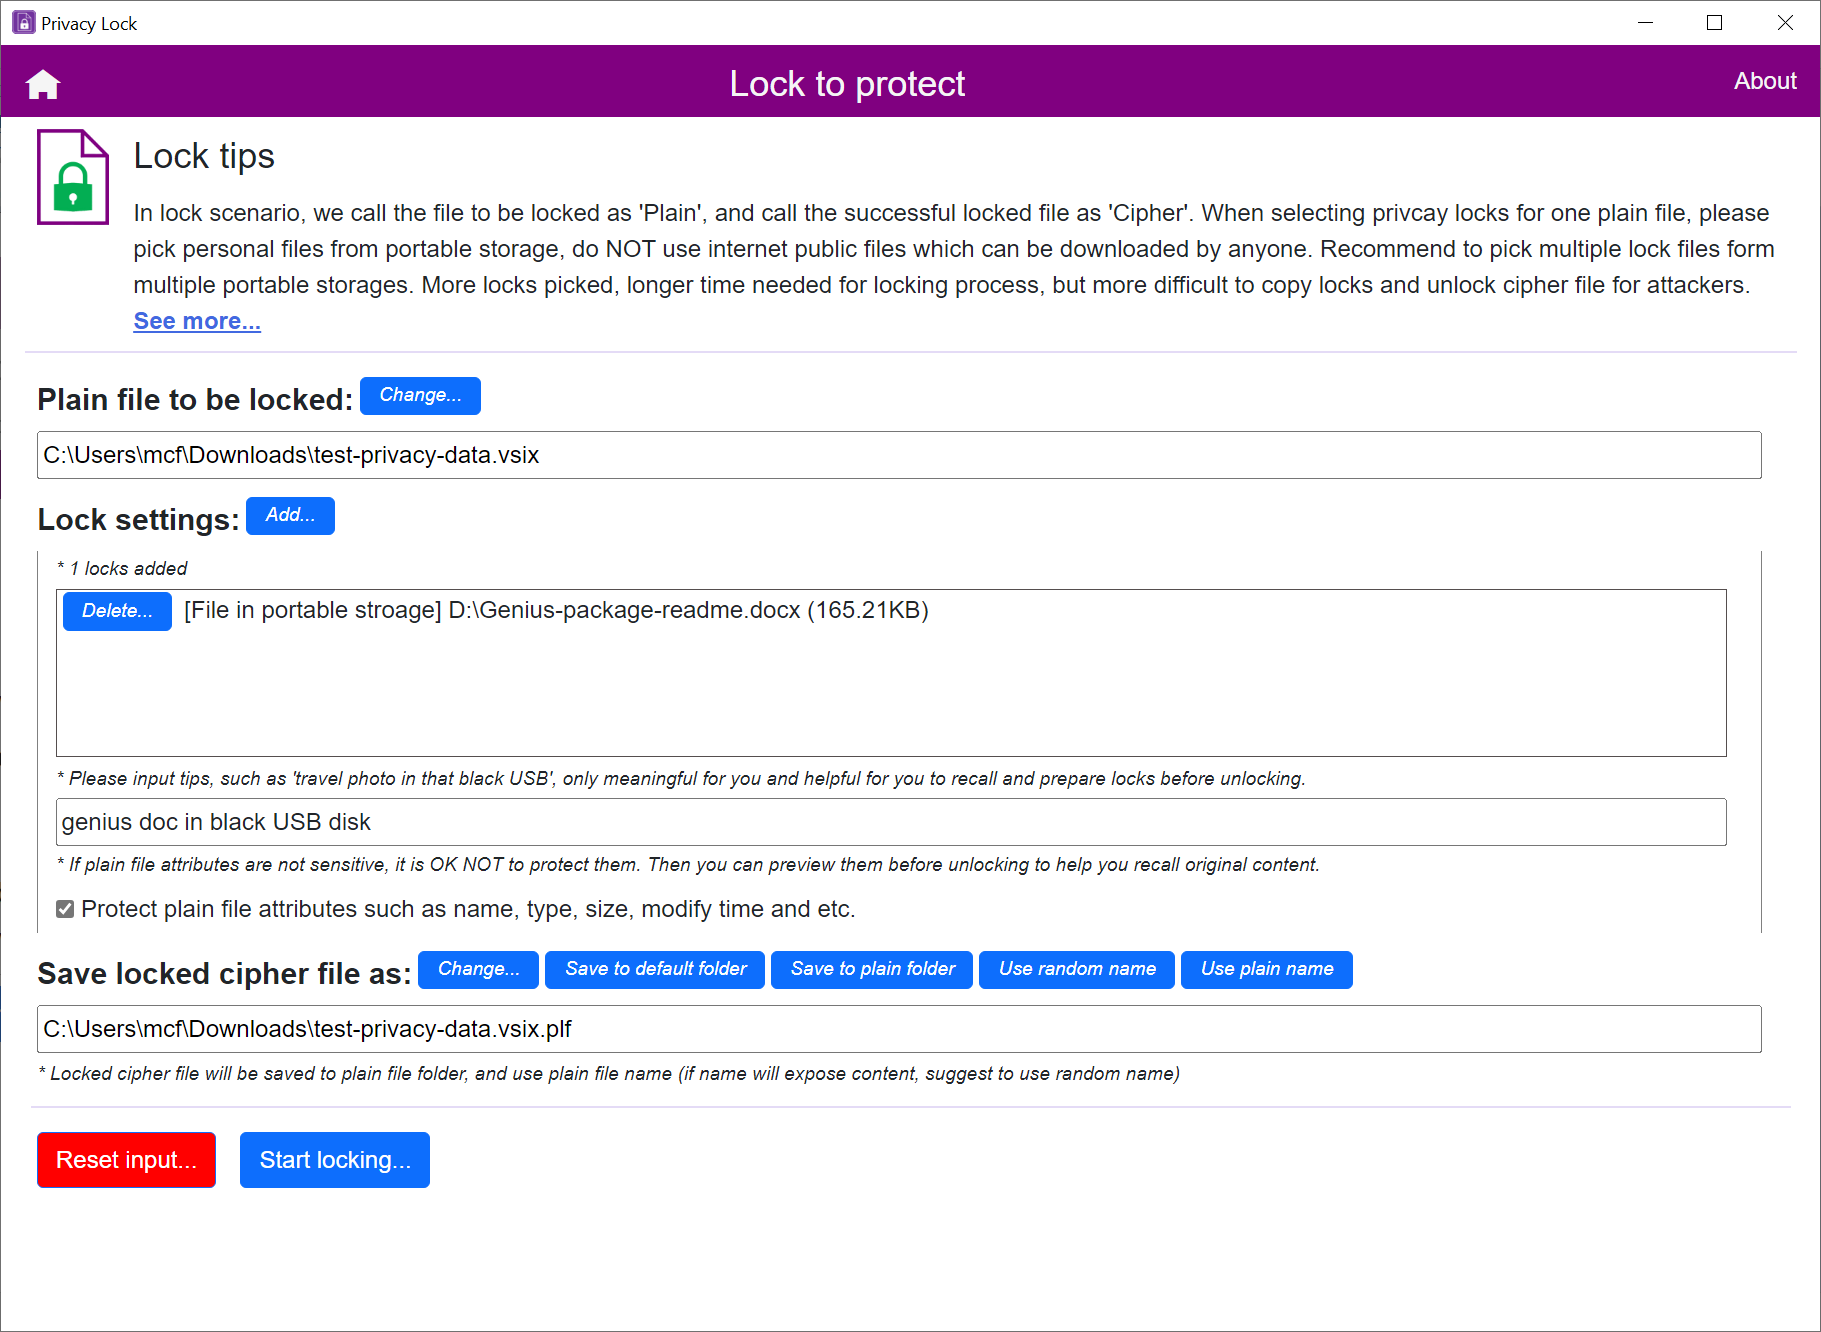 Privacy Lock
Lock to protect
About
Lock tips
In lock scenario, we call the file to be locked as 'Plain', and call the successful locked file as 'Cipher'. When selecting privcay locks for one plain file, please
pick personal files from portable storage, do NOT use internet public files which can be downloaded by anyone. Recommend to pick multiple lock files form
multiple portable storages. More locks picked, longer time needed for locking process, but more difficult to copy locks and unlock cipher file for attackers.
See more...
Plain file to be locked: Change...
C:\Users\mcf\Downloads\test-privacy-data.vsix
Lock settings: Add...
* 1 locks added
Delete... [File in portable stroage] D:\Genius-package-readme.docx (165.21KB)
* Please input tips, such as 'travel photo in that black USB', only meaningful for you and helpful for you to recall and prepare locks before unlocking.
genius doc in black USB disk
* If plain file attributes are not sensitive, it is OK NOT to protect them. Then you can preview them before unlocking to help you recall original content.
Protect plain file attributes such as name, type, size, modify time and etc.
Save locked cipher file as: Change... Save to default folder Save to plain folder Use random name Use plain name
C:\Users\mcf\Downloads\test-privacy-data.vsix.plf
* Locked cipher file will be saved to plain file folder, and use plain file name (if name will expose content, suggest to use random name)
Reset input... Start locking...